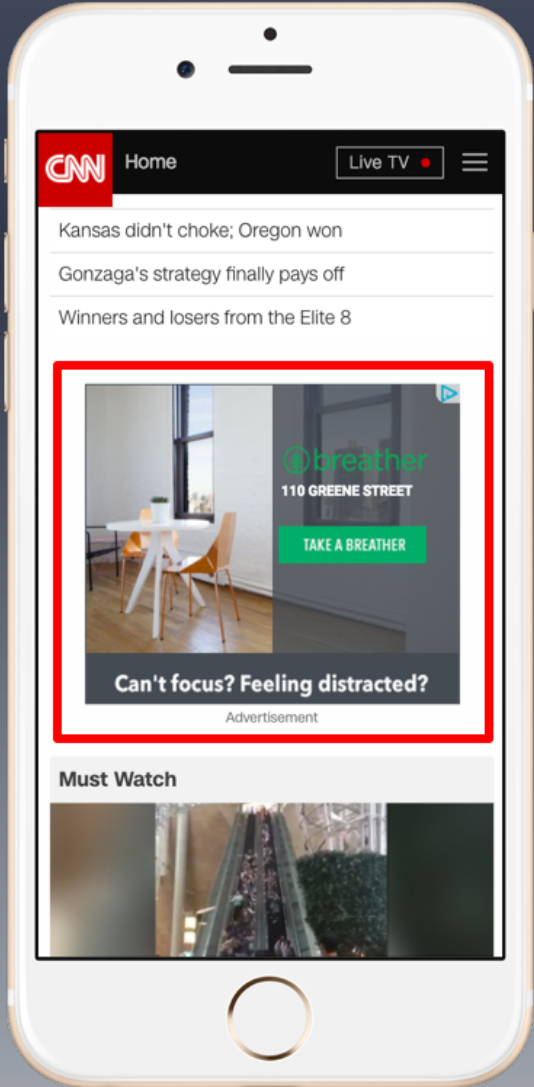 CNN
Home
Live TV
Kansas didn't choke; Oregon won
Gonzaga's strategy finally pays off
Winners and losers from the Elite 8
breather
110 GREENE STREET
TAKE A BREATHER
Can't focus? Feeling distracted?
Advertisement
Must Watch